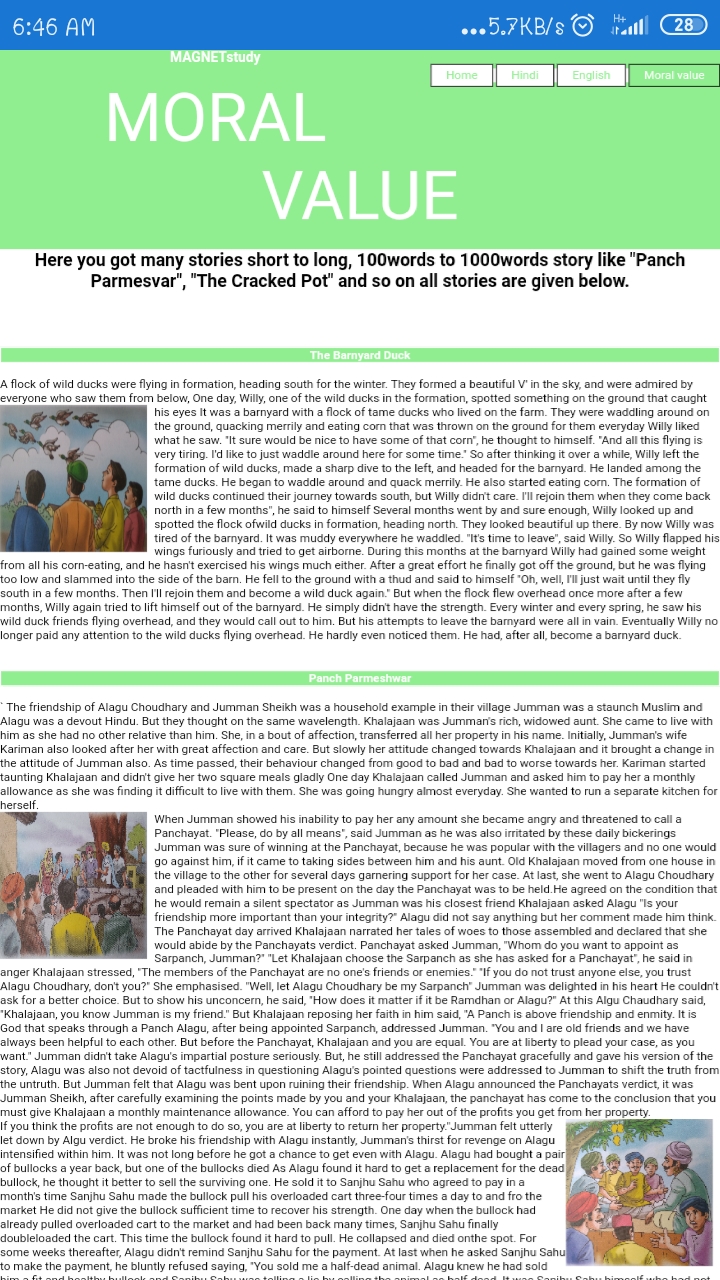 6:46 AM
...5.7KB/s
H+
28
MAGNETstudy
Home Hindi English Moral value
MORAL
VALUE
Here you got many stories short to long, 100words to 1000words story like "Panch
Parmesvar", "The Cracked Pot" and so on all stories are given below.
The Barnyard Duck
A flock of wild ducks were flying in formation, heading south for the winter. They formed a beautiful V' in the sky, and were admired by
everyone who saw them from below, One day, Willy, one of the wild ducks in the formation, spotted something on the ground that caught
his eyes It was a barnyard with a flock of tame ducks who lived on the farm. They were waddling around on
the ground, quacking merrily and eating corn that was thrown on the ground for them everyday Willy liked
what he saw. "It sure would be nice to have some of that corn", he thought to himself. "And all this flying is
very tiring. I'd like to just waddle around here for some time." So after thinking it over a while, Willy left the
formation of wild ducks, made a sharp dive to the left, and headed for the barnyard. He landed among the
tame ducks. He began to waddle around and quack merrily. He also started eating corn. The formation of
wild ducks continued their journey towards south, but Willy didn't care. I'll rejoin them when they come back
north in a few months", he said to himself Several months went by and sure enough, Willy looked up and
spotted the flock ofwild ducks in formation, heading north. They looked beautiful up there. By now Willy was
tired of the barnyard. It was muddy everywhere he waddled. "It's time to leave", said Willy. So Willy flapped his
wings furiously and tried to get airborne. During this months at the barnyard Willy had gained some weight
from all his corn-eating, and he hasn't exercised his wings much either. After a great effort he finally got off the ground, but he was flying
too low and slammed into the side of the barn. He fell to the ground with a thud and said to himself "Oh, well, I'll just wait until they fly
south in a few months. Then I'll rejoin them and become a wild duck again." But when the flock flew overhead once more after a few
months, Willy again tried to lift himself out of the barnyard. He simply didn't have the strength. Every winter and every spring, he saw his
wild duck friends flying overhead, and they would call out to him. But his attempts to leave the barnyard were all in vain. Eventually Willy no
longer paid any attention to the wild ducks flying overhead. He hardly even noticed them. He had, after all, become a barnyard duck.
Panch Parmeshwar
` The friendship of Alagu Choudhary and Jumman Sheikh was a household example in their village Jumman was a staunch Muslim and
Alagu was a devout Hindu. But they thought on the same wavelength. Khalajaan was Jumman's rich, widowed aunt. She came to live with
him as she had no other relative than him. She, in a bout of affection, transferred all her property in his name. Initially, Jumman's wife
Kariman also looked after her with great affection and care. But slowly her attitude changed towards Khalajaan and it brought a change in
the attitude of Jumman also. As time passed, their behaviour changed from good to bad and bad to worse towards her. Kariman started
taunting Khalajaan and didn't give her two square meals gladly One day Khalajaan called Jumman and asked him to pay her a monthly
allowance as she was finding it difficult to live with them. She was going hungry almost everyday. She wanted to run a separate kitchen for
herself.
When Jumman showed his inability to pay her any amount she became angry and threatened to call a
Panchayat. "Please, do by all means", said Jumman as he was also irritated by these daily bickerings
Jumman was sure of winning at the Panchayat, because he was popular with the villagers and no one would
go against him, if it came to taking sides between him and his aunt. Old Khalajaan moved from one house in
the village to the other for several days garnering support for her case. At last, she went to Alagu Choudhary
and pleaded with him to be present on the day the Panchayat was to be held.He agreed on the condition that
he would remain a silent spectator as Jumman was his closest friend Khalajaan asked Alagu "Is your
friendship more important than your integrity?" Alagu did not say anything but her comment made him think.
The Panchayat day arrived Khalajaan narrated her tales of woes to those assembled and declared that she
would abide by the Panchayats verdict. Panchayat asked Jumman, "Whom do you want to appoint as
Sarpanch, Jumman?" "Let Khalajaan choose the Sarpanch as she has asked for a Panchayat", he said in
anger Khalajaan stressed, "The members of the Panchayat are no one's friends or enemies." "If you do not trust anyone else, you trust
Alagu Choudhary, don't you?" She emphasised. "Well, let Alagu Choudhary be my Sarpanch" Jumman was delighted in his heart He couldn't
ask for a better choice. But to show his unconcern, he said, "How does it matter if it be Ramdhan or Alagu?" At this Algu Chaudhary said,
"Khalajaan, you know Jumman is my friend." But Khalajaan reposing her faith in him said, "A Panch is above friendship and enmity. It is
God that speaks through a Panch Alagu, after being appointed Sarpanch, addressed Jumman. "You and I are old friends and we have
always been helpful to each other. But before the Panchayat, Khalajaan and you are equal. You are at liberty to plead your case, as you
want." Jumman didn't take Alagu's impartial posture seriously. But, he still addressed the Panchayat gracefully and gave his version of the
story, Alagu was also not devoid of tactfulness in questioning Alagu's pointed questions were addressed to Jumman to shift the truth from
the untruth. But Jumman felt that Alagu was bent upon ruining their friendship. When Alagu announced the Panchayats verdict, it was
Jumman Sheikh, after carefully examining the points made by you and your Khalajaan, the panchayat has come to the conclusion that you
must give Khalajaan a monthly maintenance allowance. You can afford to pay her out of the profits you get from her property.
If you think the profits are not enough to do so, you are at liberty to return her property."Jumman felt utterly
let down by Algu verdict. He broke his friendship with Alagu instantly, Jumman's thirst for revenge on Alagu
intensified within him. It was not long before he got a chance to get even with Alagu. Alagu had bought a pair
of bullocks a year back, but one of the bullocks died As Alagu found it hard to get a replacement for the dead
bullock, he thought it better to sell the surviving one. He sold it to Sanjhu Sahu who agreed to pay in a
month's time Sanjhu Sahu made the bullock pull his overloaded cart three-four times a day to and fro the
market He did not give the bullock sufficient time to recover his strength. One day when the bullock had
already pulled overloaded cart to the market and had been back many times, Sanjhu Sahu finally
doubleloaded the cart. This time the bullock found it hard to pull. He collapsed and died onthe spot. For
some weeks thereafter, Alagu didn't remind Sanjhu Sahu for the payment. At last when he asked Sanjhu Sahu
to make the payment, he bluntly refused saying, "You sold me a half-dead animal. Alagu knew he had sold
him a fit and healthy bullock and Sanjhu Sahu was telling a lie by calling the animal as half dead. It was Sanjhu Sahu himself who had not